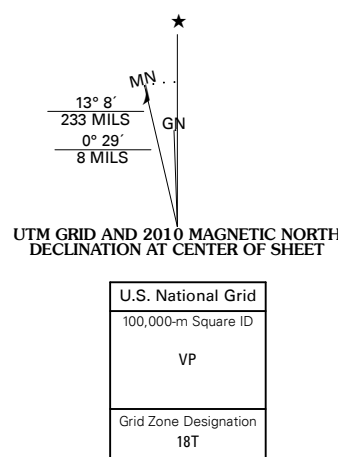 ★
MN
GN
13° 8´
233 MILS
0° 29´
8 MILS
UTM GRID AND 2010 MAGNETIC NORTH
DECLINATION AT CENTER OF SHEET
U.S. National Grid
100,000-m Square ID
VP
Grid Zone Designation
18T